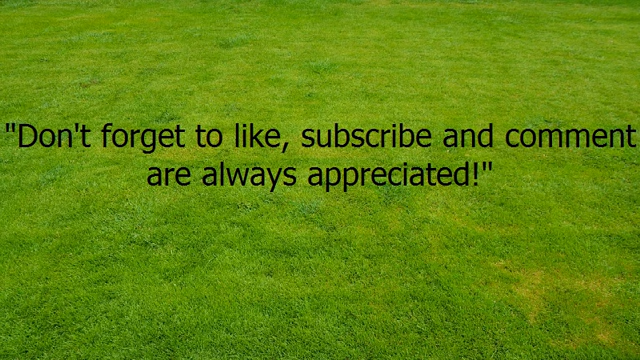 "Don't forget to like, subscribe and comment
are always appreciated!"